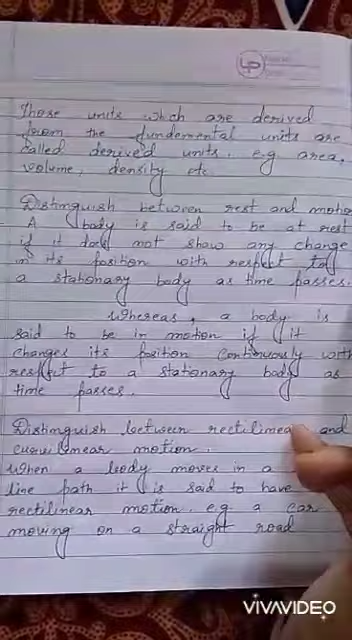 Those units which are derived
from the fundemental units are
called derived units. e.g area,
volume, density etc
Distinguish between rest and motio
A body is said to be at rest
if it does not show any change
in its position with respect to
a stationary body as time passes.
Whereas, a body is
said to be in motion if it
changes its position continuously with
respect to a stationary body as
time passes.
Distinguish between rectilinear and
curvilinear motion.
When a body moves in a
line path it is said to have
rectilinear motion. e.g a car
moving on a straight road
VIVAVIDEO